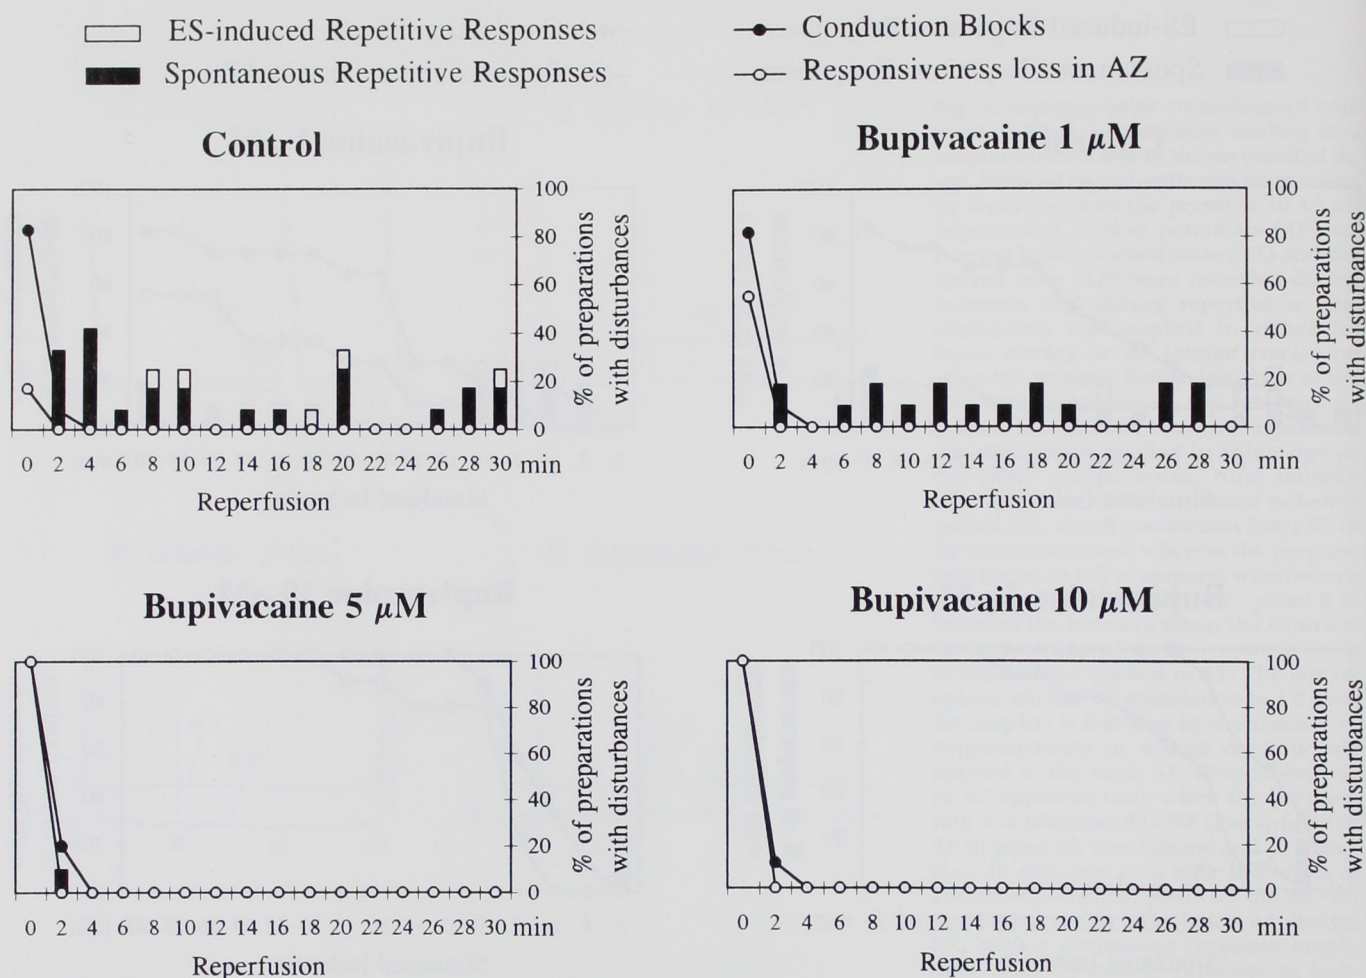 ES-induced Repetitive Responses
Spontaneous Repetitive Responses
Conduction Blocks
Responsiveness loss in AZ
Control
100
80
60
40
20
0
% of preparations
with disturbances
0 2 4 6 8 10 12 14 16 18 20 22 24 26 28 30 min
Reperfusion
Bupivacaine 1 µM
100
80
60
40
20
0
% of preparations
with disturbances
0 2 4 6 8 10 12 14 16 18 20 22 24 26 28 30 min
Reperfusion
Bupivacaine 5 µM
100
80
60
40
20
0
% of preparations
with disturbances
0 2 4 6 8 10 12 14 16 18 20 22 24 26 28 30 min
Reperfusion
Bupivacaine 10 µM
100
80
60
40
20
0
% of preparations
with disturbances
0 2 4 6 8 10 12 14 16 18 20 22 24 26 28 30 min
Reperfusion